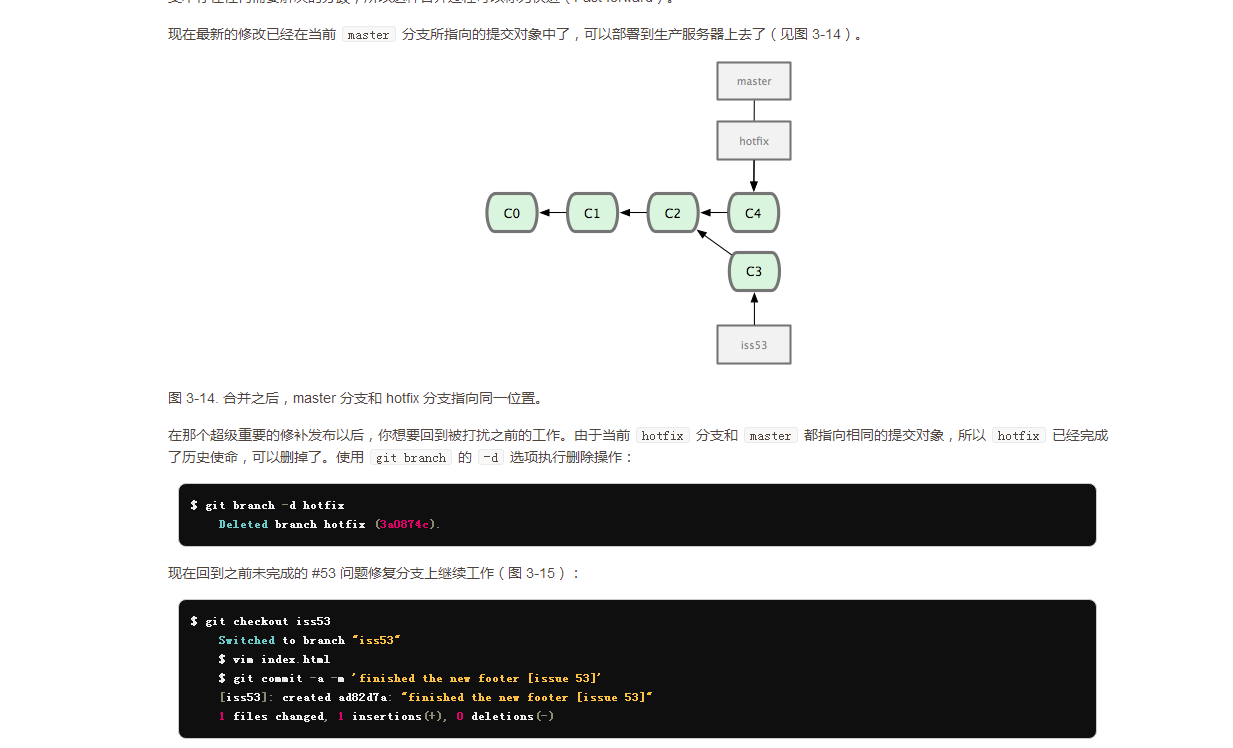 现在最新的修改已经在当前 master 分支所指向的提交对象中了，可以部署到生产服务器上去了（见图 3-14）。
master
hotfix
C0
C1
C2
C4
C3
iss53
图 3-14. 合并之后，master 分支和 hotfix 分支指向同一位置。
在那个超级重要的修补发布以后，你想要回到被打扰之前的工作。由于当前 hotfix 分支和 master 都指向相同的提交对象，所以 hotfix 已经完成
了历史使命，可以删掉了。使用 git branch 的 -d 选项执行删除操作：
$ git branch -d hotfix
Deleted branch hotfix (3a0874c).
现在回到之前未完成的 #53 问题修复分支上继续工作（图 3-15）：
$ git checkout iss53
Switched to branch "iss53"
$ vim index.html
$ git commit -a -m 'finished the new footer [issue 53]'
[iss53]: created ad82d7a: "finished the new footer [issue 53]"
1 files changed, 1 insertions(+), 0 deletions(-)